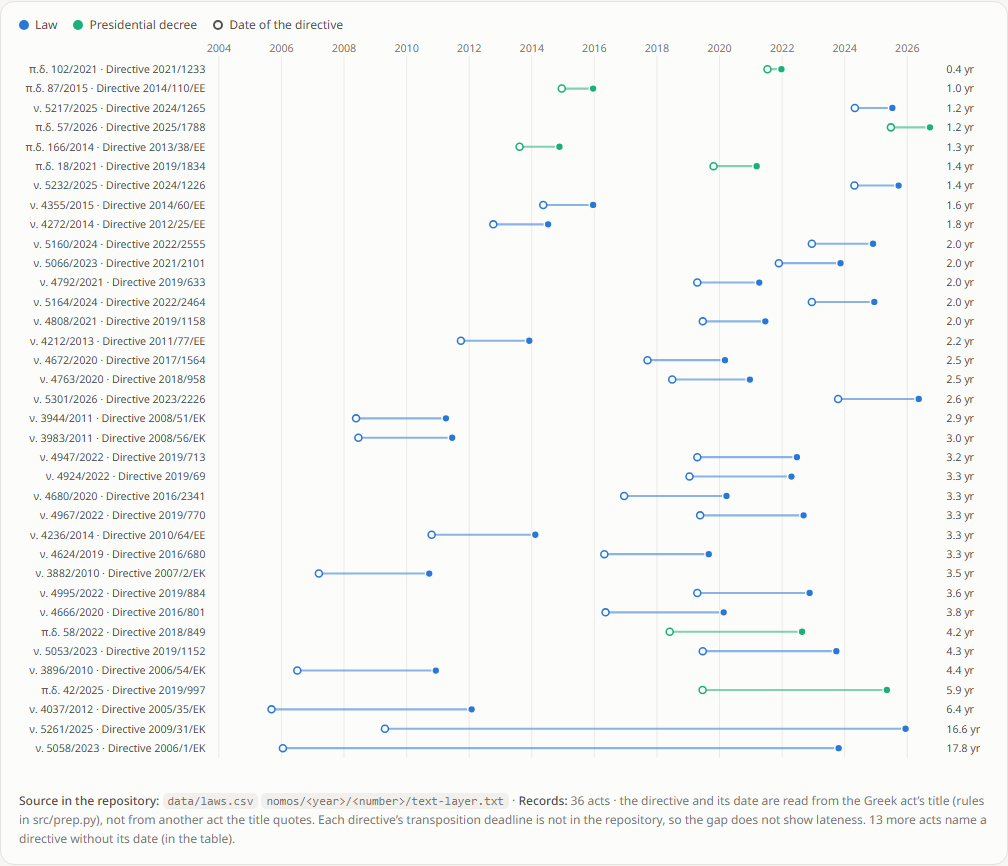 Law Presidential decree Date of the directive
2004 2006 2008 2010 2012 2014 2016 2018 2020 2022 2024 2026
π.δ. 102/2021 · Directive 2021/1233 0.4 yr
π.δ. 87/2015 · Directive 2014/110/ΕΕ 1.0 yr
ν. 5217/2025 · Directive 2024/1265 1.2 yr
π.δ. 57/2026 · Directive 2025/1788 1.2 yr
π.δ. 166/2014 · Directive 2013/38/ΕΕ 1.3 yr
π.δ. 18/2021 · Directive 2019/1834 1.4 yr
ν. 5232/2025 · Directive 2024/1226 1.4 yr
ν. 4355/2015 · Directive 2014/60/ΕΕ 1.6 yr
ν. 4272/2014 · Directive 2012/25/ΕΕ 1.8 yr
ν. 5160/2024 · Directive 2022/2555 2.0 yr
ν. 5066/2023 · Directive 2021/2101 2.0 yr
ν. 4792/2021 · Directive 2019/633 2.0 yr
ν. 5164/2024 · Directive 2022/2464 2.0 yr
ν. 4808/2021 · Directive 2019/1158 2.0 yr
ν. 4212/2013 · Directive 2011/77/ΕΕ 2.2 yr
ν. 4672/2020 · Directive 2017/1564 2.5 yr
ν. 4763/2020 · Directive 2018/958 2.5 yr
ν. 5301/2026 · Directive 2023/2226 2.6 yr
ν. 3944/2011 · Directive 2008/51/ΕΚ 2.9 yr
ν. 3983/2011 · Directive 2008/56/ΕΚ 3.0 yr
ν. 4947/2022 · Directive 2019/713 3.2 yr
ν. 4924/2022 · Directive 2019/69 3.3 yr
ν. 4680/2020 · Directive 2016/2341 3.3 yr
ν. 4967/2022 · Directive 2019/770 3.3 yr
ν. 4236/2014 · Directive 2010/64/ΕΕ 3.3 yr
ν. 4624/2019 · Directive 2016/680 3.3 yr
ν. 3882/2010 · Directive 2007/2/ΕΚ 3.5 yr
ν. 4995/2022 · Directive 2019/884 3.6 yr
ν. 4666/2020 · Directive 2016/801 3.8 yr
π.δ. 58/2022 · Directive 2018/849 4.2 yr
ν. 5053/2023 · Directive 2019/1152 4.3 yr
ν. 3896/2010 · Directive 2006/54/ΕΚ 4.4 yr
π.δ. 42/2025 · Directive 2019/997 5.9 yr
ν. 4037/2012 · Directive 2005/35/ΕΚ 6.4 yr
ν. 5261/2025 · Directive 2009/31/ΕΚ 16.6 yr
ν. 5058/2023 · Directive 2006/1/ΕΚ 17.8 yr
Source in the repository: data/laws.csv nomos/<year>/<number>/text-layer.txt · Records: 36 acts · the directive and its date are read from the Greek act’s title (rules
in src/prep.py), not from another act the title quotes. Each directive’s transposition deadline is not in the repository, so the gap does not show lateness. 13 more acts name a
directive without its date (in the table).